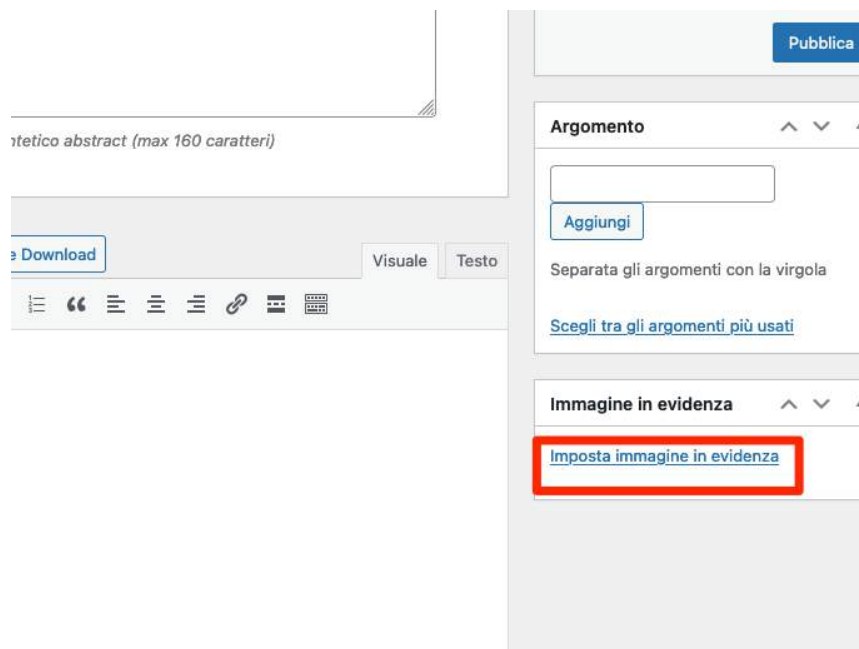 Pubblica
Argomento
ntetico abstract (max 160 caratteri)
Aggiungi
e Download
Visuale
Testo
Separata gli argomenti con la virgola
Scegli tra gli argomenti più usati
Immagine in evidenza
Imposta immagine in evidenza